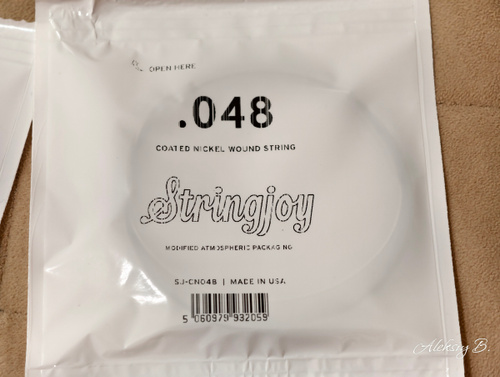 OPEN HERE
.048
COATED NICKEL WOUND STRING
Stringjoy
MODIFIED ATMOSPHERIC PACKAGING
SJ-CN048 | MADE IN USA
5 060979 932059
Aleksey B.